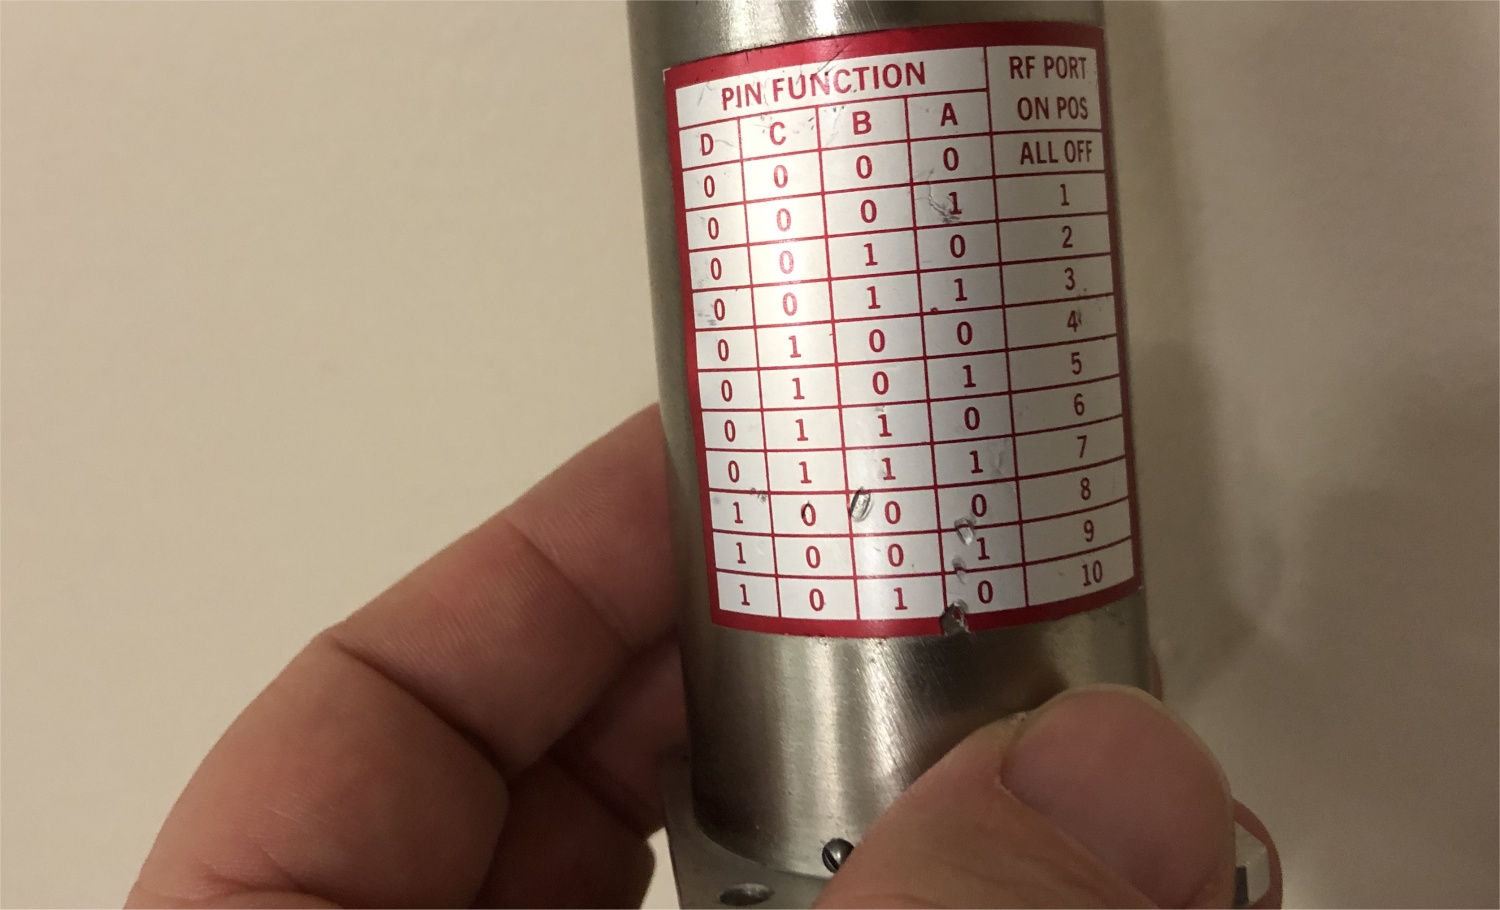 PIN FUNCTION RF PORT ON POS
D C B A
0 0 0 0 ALL OFF
0 0 0 1 1
0 0 1 0 2
0 0 1 1 3
0 1 0 0 4
0 1 0 1 5
0 1 1 0 6
0 1 1 1 7
1 0 0 0 8
1 0 0 1 9
1 0 1 0 10